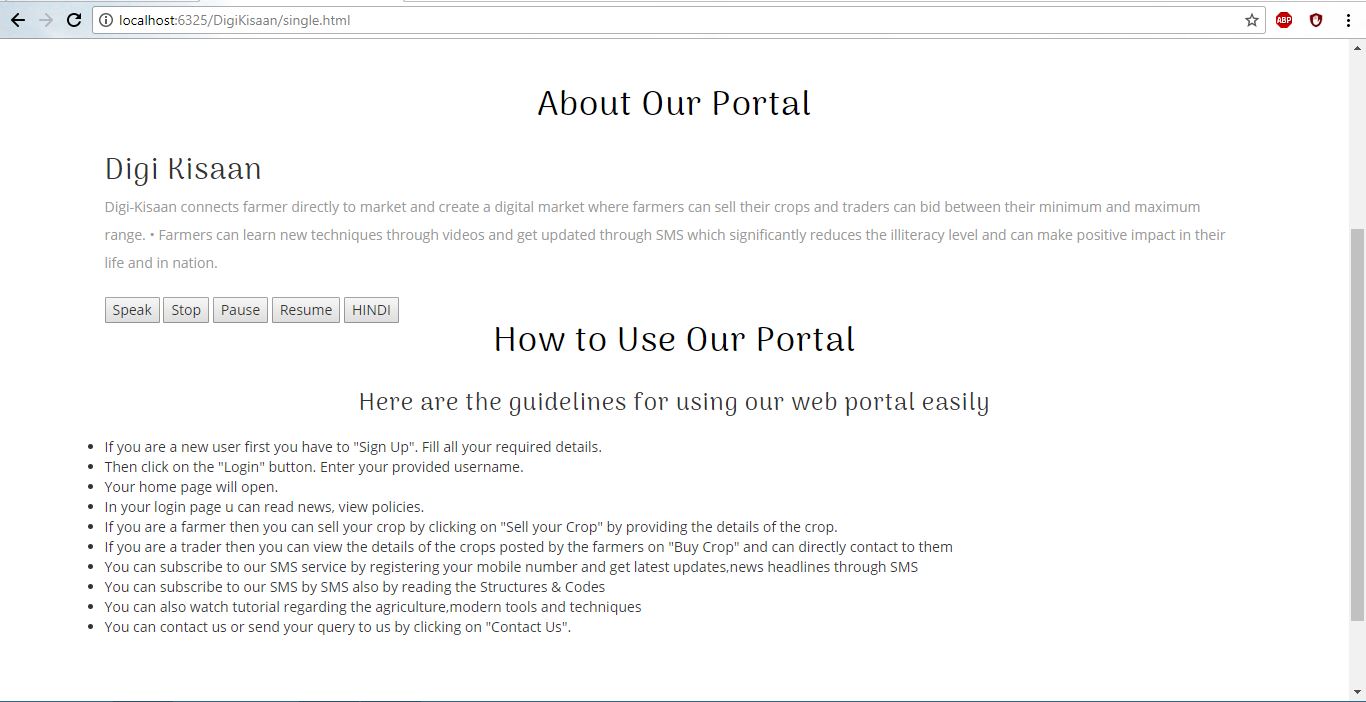 localhost:6325/DigiKisaan/single.html
ABP
About Our Portal
Digi Kisaan
Digi-Kisaan connects farmer directly to market and create a digital market where farmers can sell their crops and traders can bid between their minimum and maximum
range. • Farmers can learn new techniques through videos and get updated through SMS which significantly reduces the illiteracy level and can make positive impact in their
life and in nation.
Speak Stop Pause Resume HINDI
How to Use Our Portal
Here are the guidelines for using our web portal easily
• If you are a new user first you have to "Sign Up". Fill all your required details.
• Then click on the "Login" button. Enter your provided username.
• Your home page will open.
• In your login page u can read news, view policies.
• If you are a farmer then you can sell your crop by clicking on "Sell your Crop" by providing the details of the crop.
• If you are a trader then you can view the details of the crops posted by the farmers on "Buy Crop" and can directly contact to them
• You can subscribe to our SMS service by registering your mobile number and get latest updates,news headlines through SMS
• You can subscribe to our SMS by SMS also by reading the Structures & Codes
• You can also watch tutorial regarding the agriculture,modern tools and techniques
• You can contact us or send your query to us by clicking on "Contact Us".